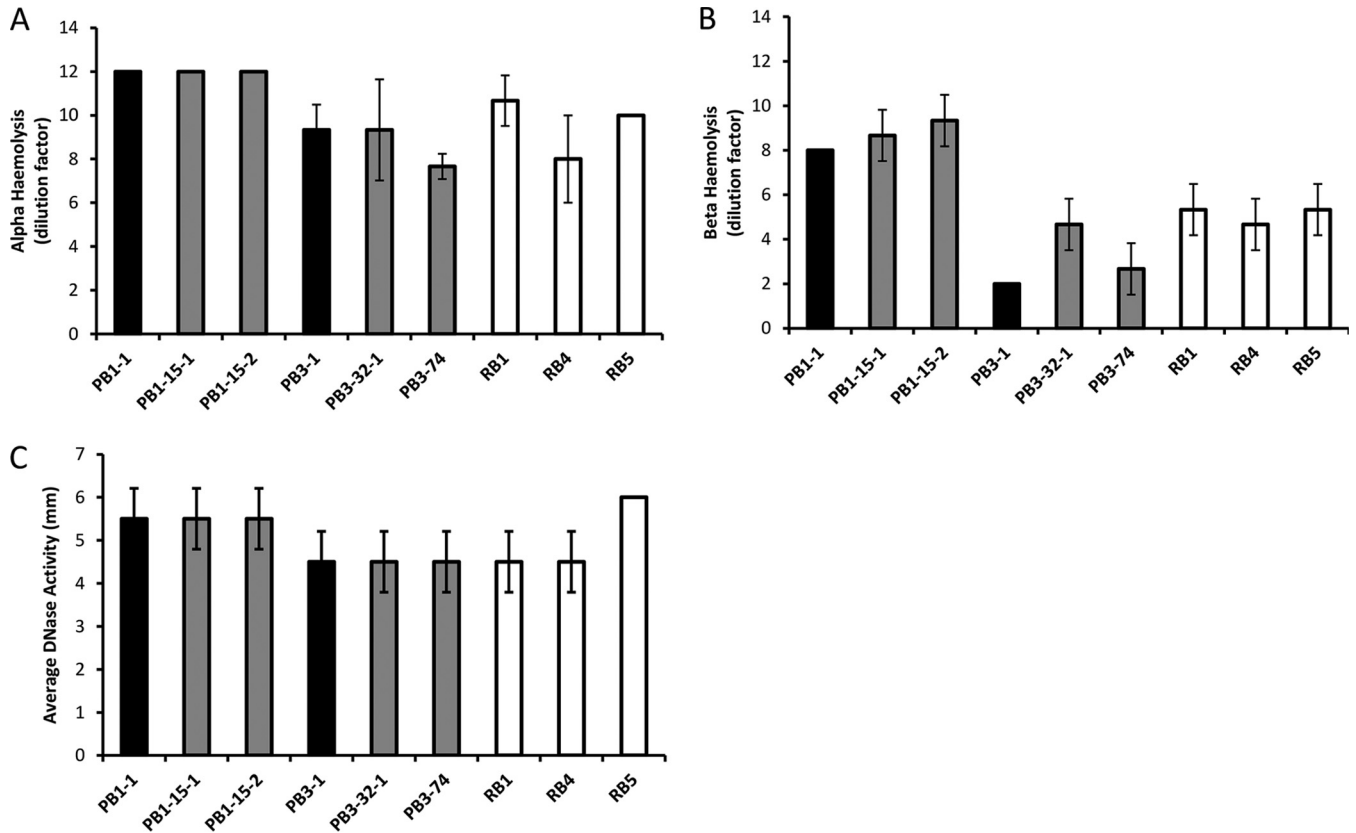 A
Alpha Haemolysis
(dilution factor)
14
12
10
8
6
4
2
0
PB1-1
PB1-15-1
PB1-15-2
PB3-1
PB3-32-1
PB3-74
RB1
RB4
RB5
B
Beta Haemolysis
(dilution factor)
14
12
10
8
6
4
2
0
PB1-1
PB1-15-1
PB1-15-2
PB3-1
PB3-32-1
PB3-74
RB1
RB4
RB5
C
Average DNase Activity (mm)
7
6
5
4
3
2
1
0
PB1-1
PB1-15-1
PB1-15-2
PB3-1
PB3-32-1
PB3-74
RB1
RB4
RB5